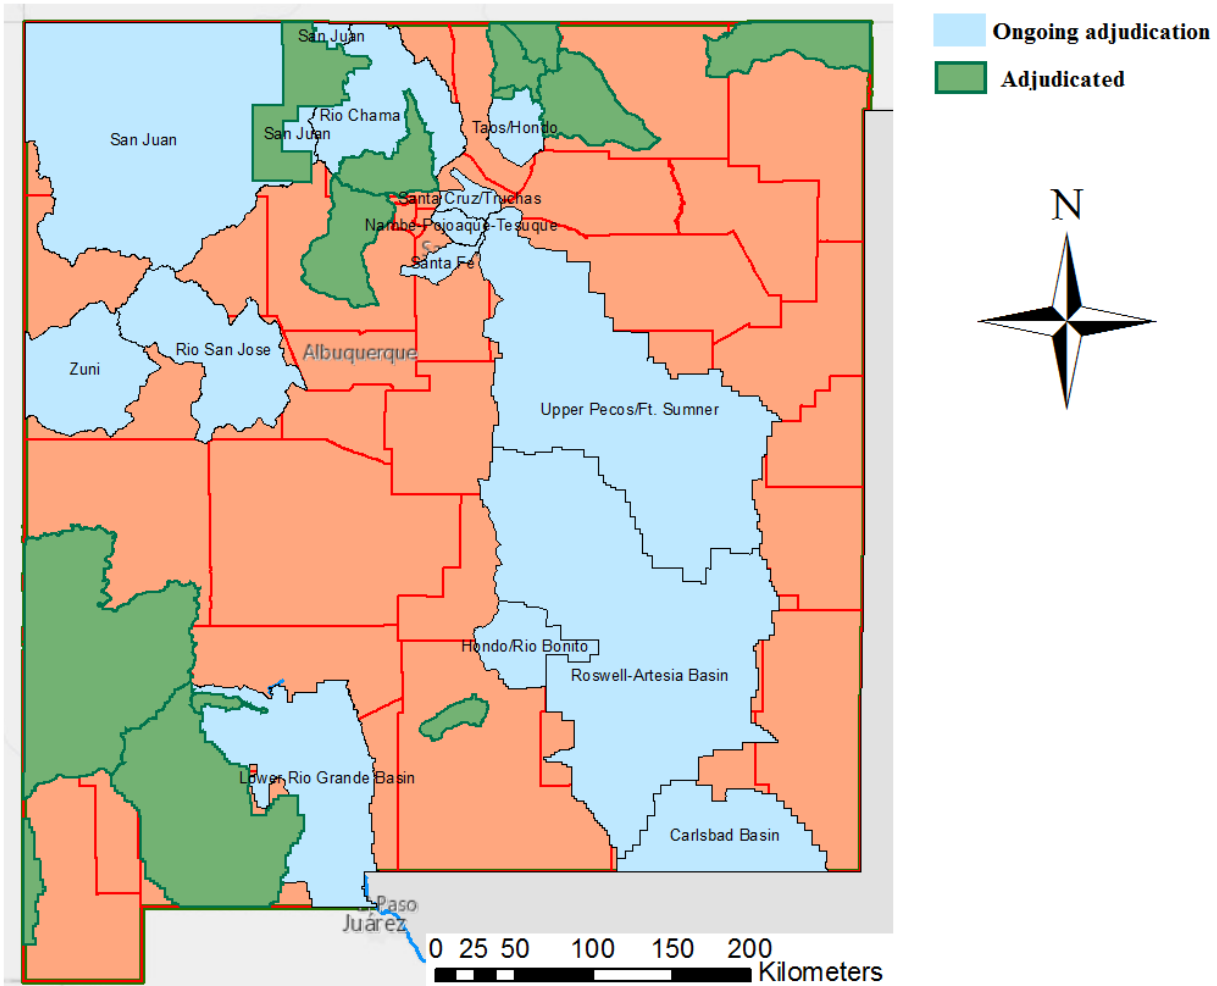 Ongoing adjudication
Adjudicated
San Juan
Rio Chama
San Juan
San Juan
Taos/Hondo
Santa Cruz/Truchas
Nambe-Pojoaque-Tesuque
Santa Fe
N
Rio San Jose
Albuquerque
Zuni
Upper Pecos/Ft. Sumner
Hondo/Rio Bonito
Roswell-Artesia Basin
Lower Rio Grande Basin
Carlsbad Basin
Paso
Juárez
0 25 50 100 150 200
Kilometers